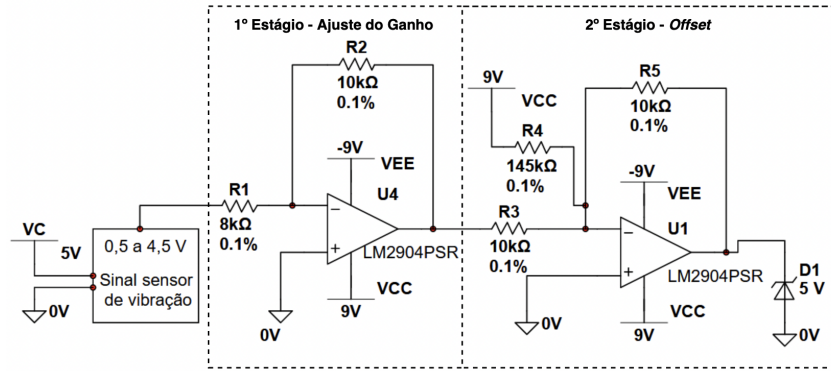 1º Estágio - Ajuste do Ganho
2º Estágio - Offset
R2
10kΩ
0.1%
-9V
VEE
U4
R1
8kΩ
0.1%
VC
5V
0,5 a 4,5 V
Sinal sensor
de vibração
0V
−
+
LM2904PSR
VCC
9V
0V
9V
VCC
R4
145kΩ
0.1%
R5
10kΩ
0.1%
-9V
VEE
U1
R3
10kΩ
0.1%
−
+
LM2904PSR
VCC
9V
0V
D1
5 V
0V